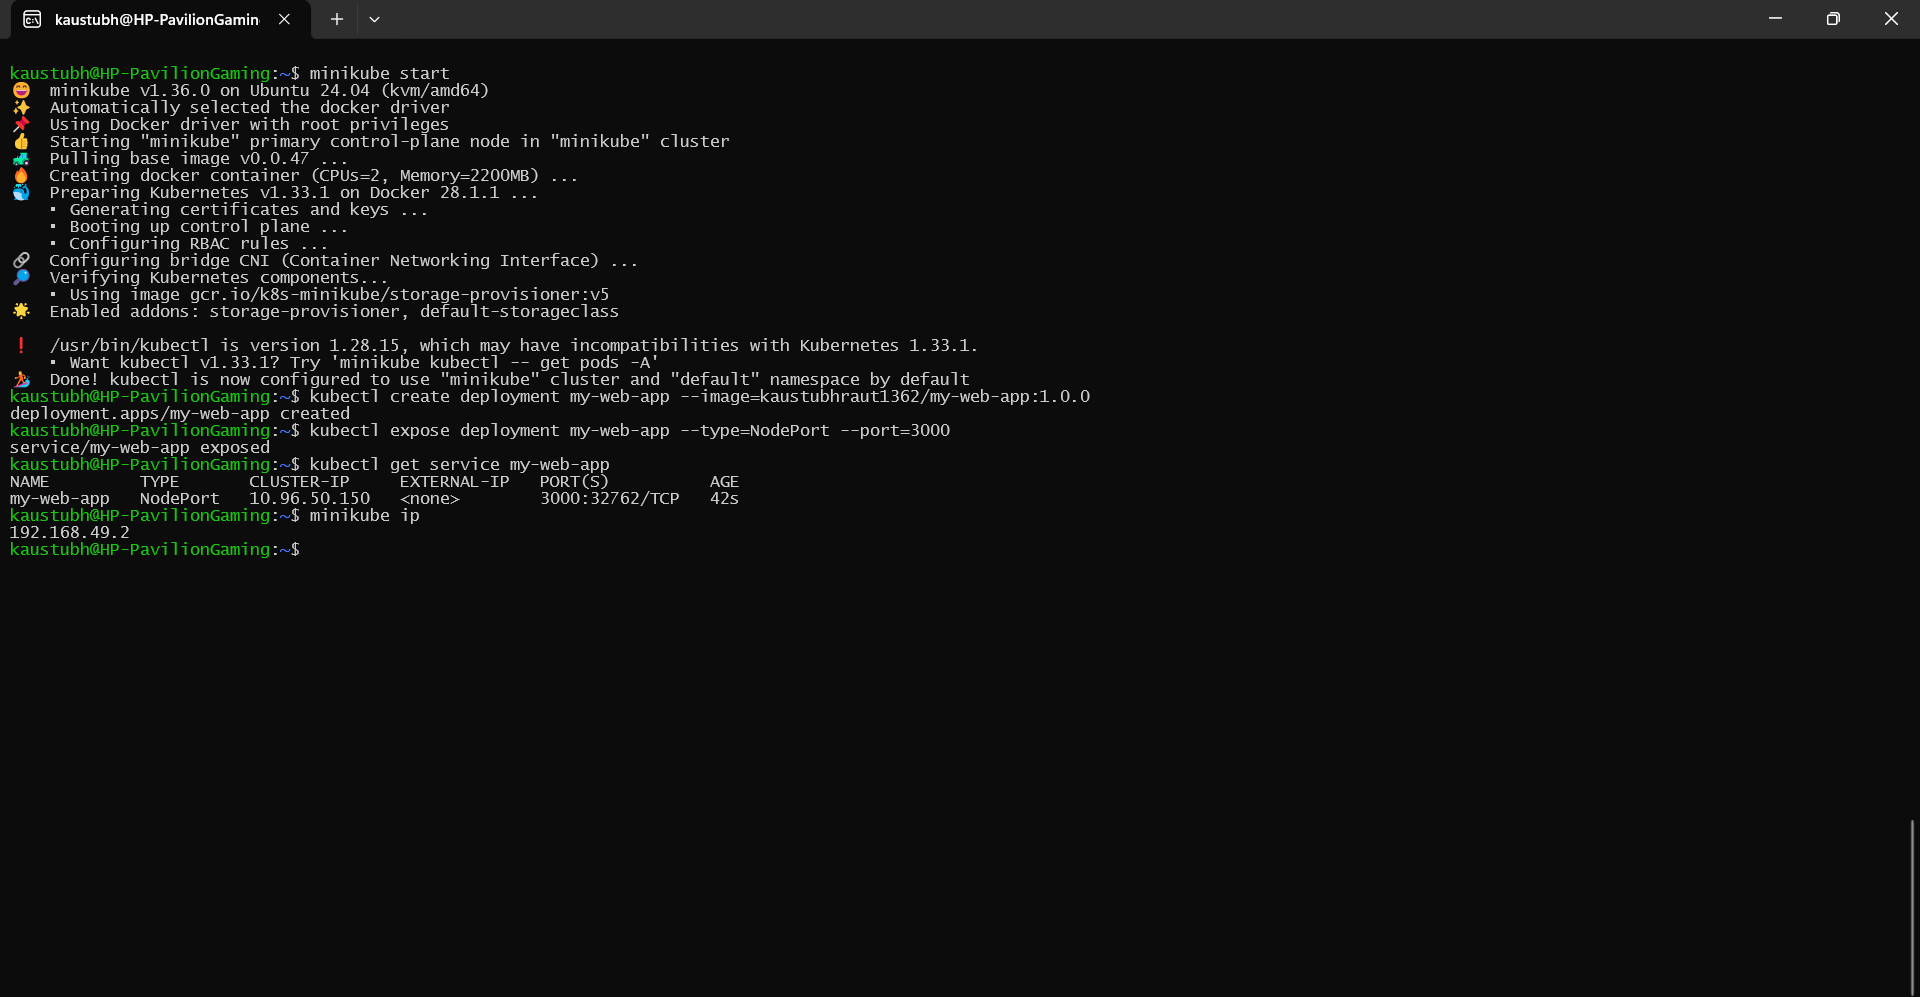 kaustubh@HP-PavilionGamin
kaustubh@HP-PavilionGaming:~$ minikube start
minikube v1.36.0 on Ubuntu 24.04 (kvm/amd64)
Automatically selected the docker driver
Using Docker driver with root privileges
Starting "minikube" primary control-plane node in "minikube" cluster
Pulling base image v0.0.47 ...
Creating docker container (CPUs=2, Memory=2200MB) ...
Preparing Kubernetes v1.33.1 on Docker 28.1.1 ...
▪ Generating certificates and keys ...
▪ Booting up control plane ...
▪ Configuring RBAC rules ...
Configuring bridge CNI (Container Networking Interface) ...
Verifying Kubernetes components...
▪ Using image gcr.io/k8s-minikube/storage-provisioner:v5
Enabled addons: storage-provisioner, default-storageclass
/usr/bin/kubectl is version 1.28.15, which may have incompatibilities with Kubernetes 1.33.1.
▪ Want kubectl v1.33.1? Try 'minikube kubectl -- get pods -A'
Done! kubectl is now configured to use "minikube" cluster and "default" namespace by default
kaustubh@HP-PavilionGaming:~$ kubectl create deployment my-web-app --image=kaustubhraut1362/my-web-app:1.0.0
deployment.apps/my-web-app created
kaustubh@HP-PavilionGaming:~$ kubectl expose deployment my-web-app --type=NodePort --port=3000
service/my-web-app exposed
kaustubh@HP-PavilionGaming:~$ kubectl get service my-web-app
NAME TYPE CLUSTER-IP EXTERNAL-IP PORT(S) AGE
my-web-app NodePort 10.96.50.150 <none> 3000:32762/TCP 42s
kaustubh@HP-PavilionGaming:~$ minikube ip
192.168.49.2
kaustubh@HP-PavilionGaming:~$